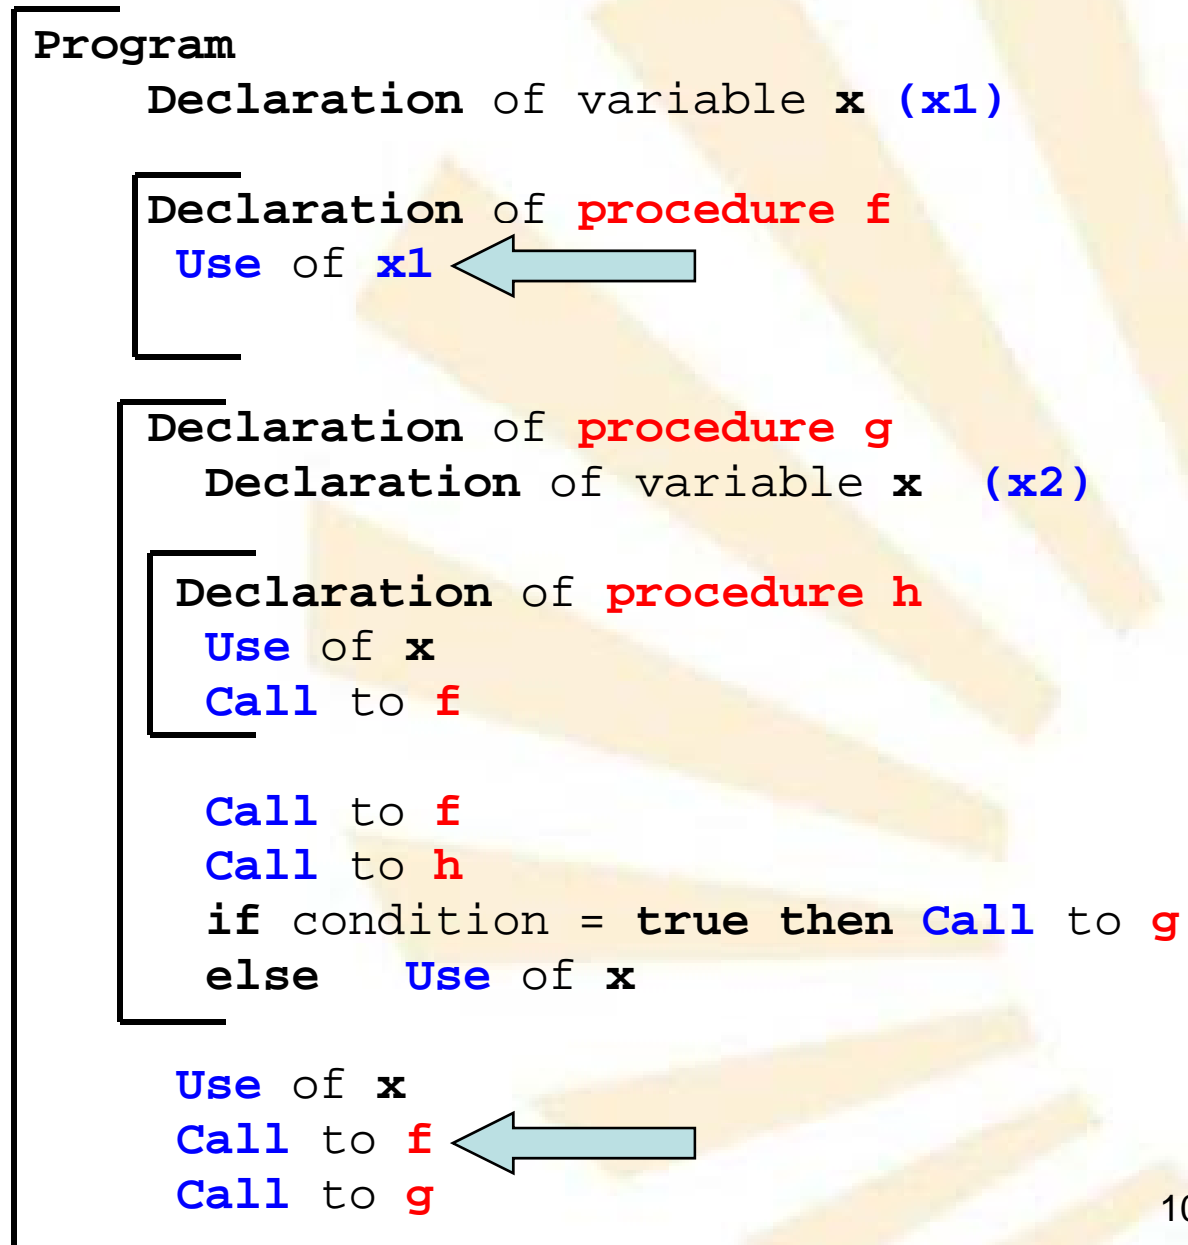 Program
Declaration of variable x (x1)
Declaration of procedure f
Use of x1
Declaration of procedure g
Declaration of variable x (x2)
Declaration of procedure h
Use of x
Call to f
Call to f
Call to h
if condition = true then Call to g
else Use of x
Use of x
Call to f
Call to g